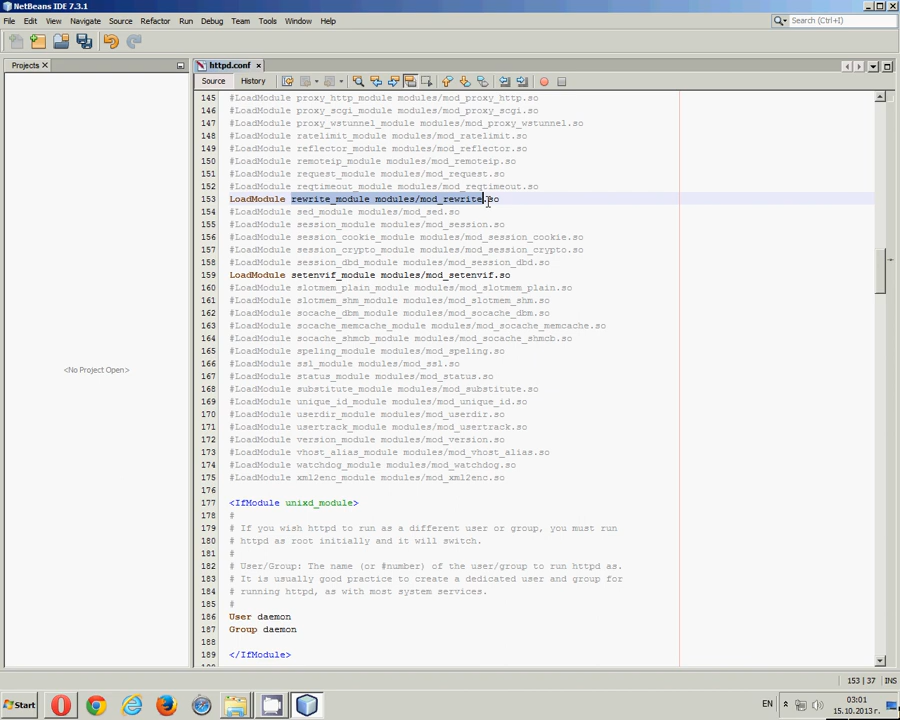 NetBeans IDE 7.3.1
File Edit View Navigate Source Refactor Run Debug Team Tools Window Help
Search (Ctrl+I)
Projects
httpd.conf
Source History
145 #LoadModule proxy_http_module modules/mod_proxy_http.so
146 #LoadModule proxy_scgi_module modules/mod_proxy_scgi.so
147 #LoadModule proxy_wstunnel_module modules/mod_proxy_wstunnel.so
148 #LoadModule ratelimit_module modules/mod_ratelimit.so
149 #LoadModule reflector_module modules/mod_reflector.so
150 #LoadModule remoteip_module modules/mod_remoteip.so
151 #LoadModule request_module modules/mod_request.so
152 #LoadModule reqtimeout_module modules/mod_reqtimeout.so
153 LoadModule rewrite_module modules/mod_rewrite.so
154 #LoadModule sed_module modules/mod_sed.so
155 #LoadModule session_module modules/mod_session.so
156 #LoadModule session_cookie_module modules/mod_session_cookie.so
157 #LoadModule session_crypto_module modules/mod_session_crypto.so
158 #LoadModule session_dbd_module modules/mod_session_dbd.so
159 LoadModule setenvif_module modules/mod_setenvif.so
160 #LoadModule slotmem_plain_module modules/mod_slotmem_plain.so
161 #LoadModule slotmem_shm_module modules/mod_slotmem_shm.so
162 #LoadModule socache_dbm_module modules/mod_socache_dbm.so
163 #LoadModule socache_memcache_module modules/mod_socache_memcache.so
164 #LoadModule socache_shmcb_module modules/mod_socache_shmcb.so
165 #LoadModule speling_module modules/mod_speling.so
166 #LoadModule ssl_module modules/mod_ssl.so
167 #LoadModule status_module modules/mod_status.so
168 #LoadModule substitute_module modules/mod_substitute.so
169 #LoadModule unique_id_module modules/mod_unique_id.so
170 #LoadModule userdir_module modules/mod_userdir.so
171 #LoadModule usertrack_module modules/mod_usertrack.so
172 #LoadModule version_module modules/mod_version.so
173 #LoadModule vhost_alias_module modules/mod_vhost_alias.so
174 #LoadModule watchdog_module modules/mod_watchdog.so
175 #LoadModule xml2enc_module modules/mod_xml2enc.so
176
177 <IfModule unixd_module>
178 #
179 # If you wish httpd to run as a different user or group, you must run
180 # httpd as root initially and it will switch.
181 #
182 # User/Group: The name (or #number) of the user/group to run httpd as.
183 # It is usually good practice to create a dedicated user and group for
184 # running httpd, as with most system services.
185 #
186 User daemon
187 Group daemon
188
189 </IfModule>
<No Project Open>
153 | 37 INS
Start
EN
03:01
15.10.2013 г.